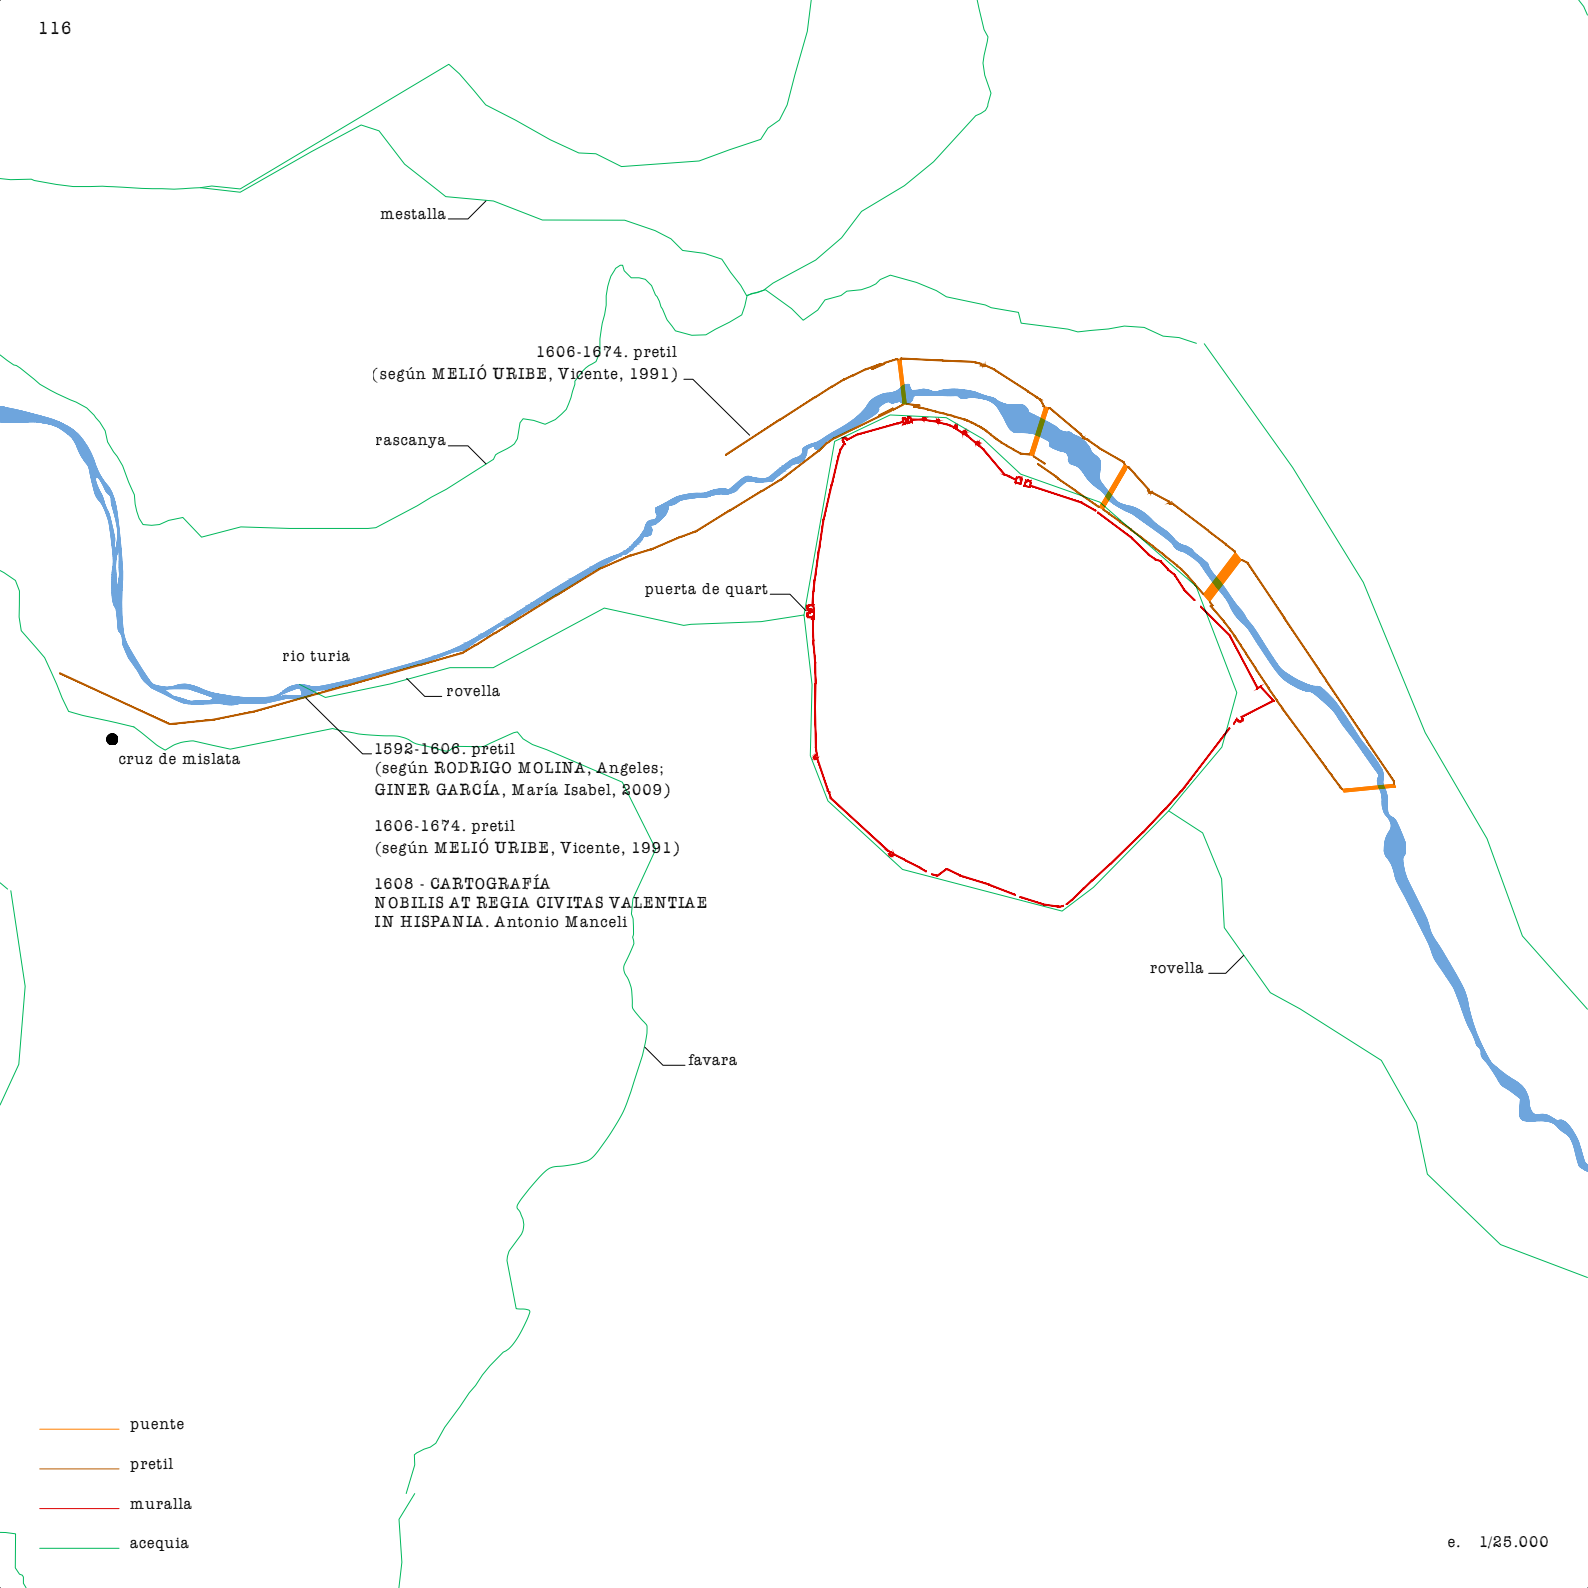 116
mestalla
1606-1674. pretil
(según MELIÓ URIBE, Vicente, 1991)
rascanya
puerta de quart
rio turia
rovella
1592-1606. pretil
(según RODRIGO MOLINA, Angeles;
GINER GARCÍA, María Isabel, 2009)
cruz de mislata
1606-1674. pretil
(según MELIÓ URIBE, Vicente, 1991)
1608 - CARTOGRAFÍA
NOBILIS AT REGIA CIVITAS VALENTIAE
IN HISPANIA. Antonio Manceli
rovella
favara
puente
pretil
muralla
acequia
e. 1/25.000